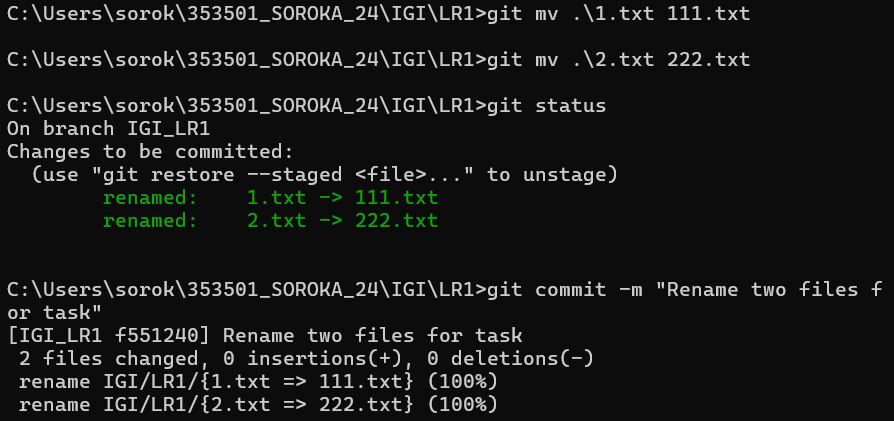 C:\Users\sorok\353501_SOROKA_24\IGI\LR1>git mv .\1.txt 111.txt
C:\Users\sorok\353501_SOROKA_24\IGI\LR1>git mv .\2.txt 222.txt
C:\Users\sorok\353501_SOROKA_24\IGI\LR1>git status
On branch IGI_LR1
Changes to be committed:
  (use "git restore --staged <file>..." to unstage)
        renamed:    1.txt -> 111.txt
        renamed:    2.txt -> 222.txt
C:\Users\sorok\353501_SOROKA_24\IGI\LR1>git commit -m "Rename two files f
or task"
[IGI_LR1 f551240] Rename two files for task
 2 files changed, 0 insertions(+), 0 deletions(-)
 rename IGI/LR1/{1.txt => 111.txt} (100%)
 rename IGI/LR1/{2.txt => 222.txt} (100%)